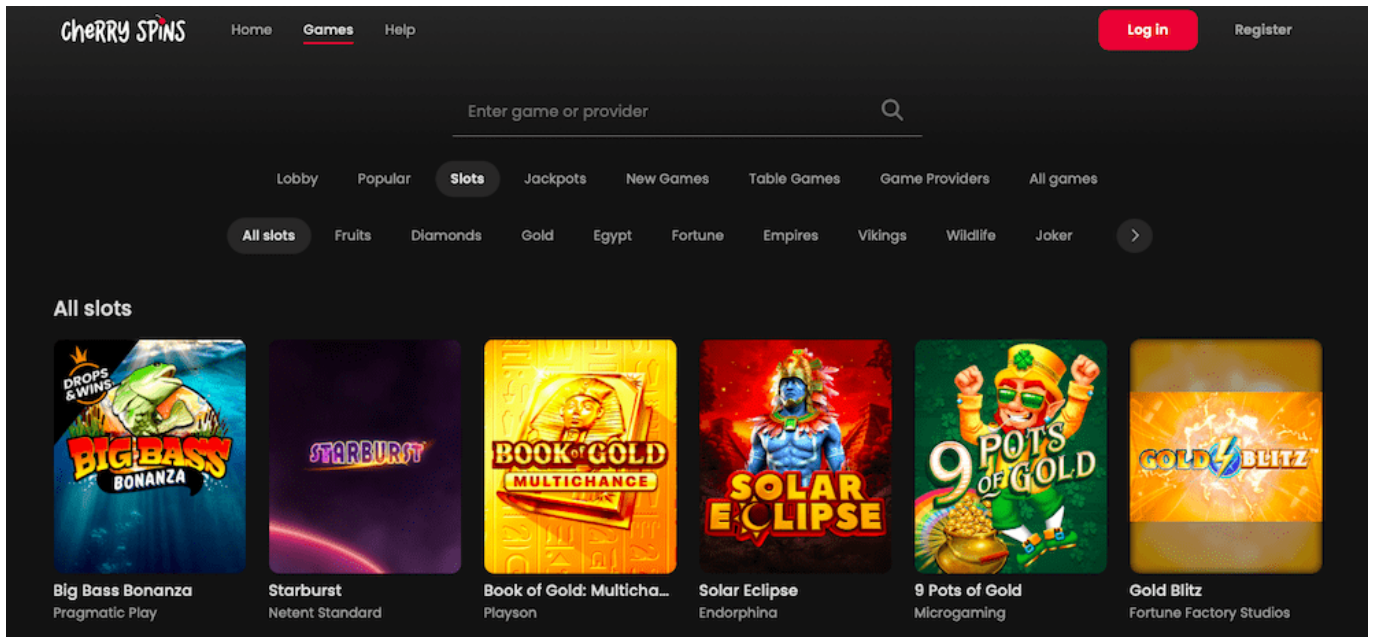 CheRRY SPiNS Home Games Help Log in Register
Enter game or provider
Lobby Popular Slots Jackpots New Games Table Games Game Providers All games
All slots Fruits Diamonds Gold Egypt Fortune Empires Vikings Wildlife Joker
All slots
DROPS
& WINS
BIG BASS
BONANZA
STARBURST
BOOK of GOLD
MULTICHANCE
SOLAR
ECLIPSE
9 POTS
OF GOLD
GOLD BLITZ™
Big Bass Bonanza Starburst Book of Gold: Multicha... Solar Eclipse 9 Pots of Gold Gold Blitz
Pragmatic Play Netent Standard Playson Endorphina Microgaming Fortune Factory Studios